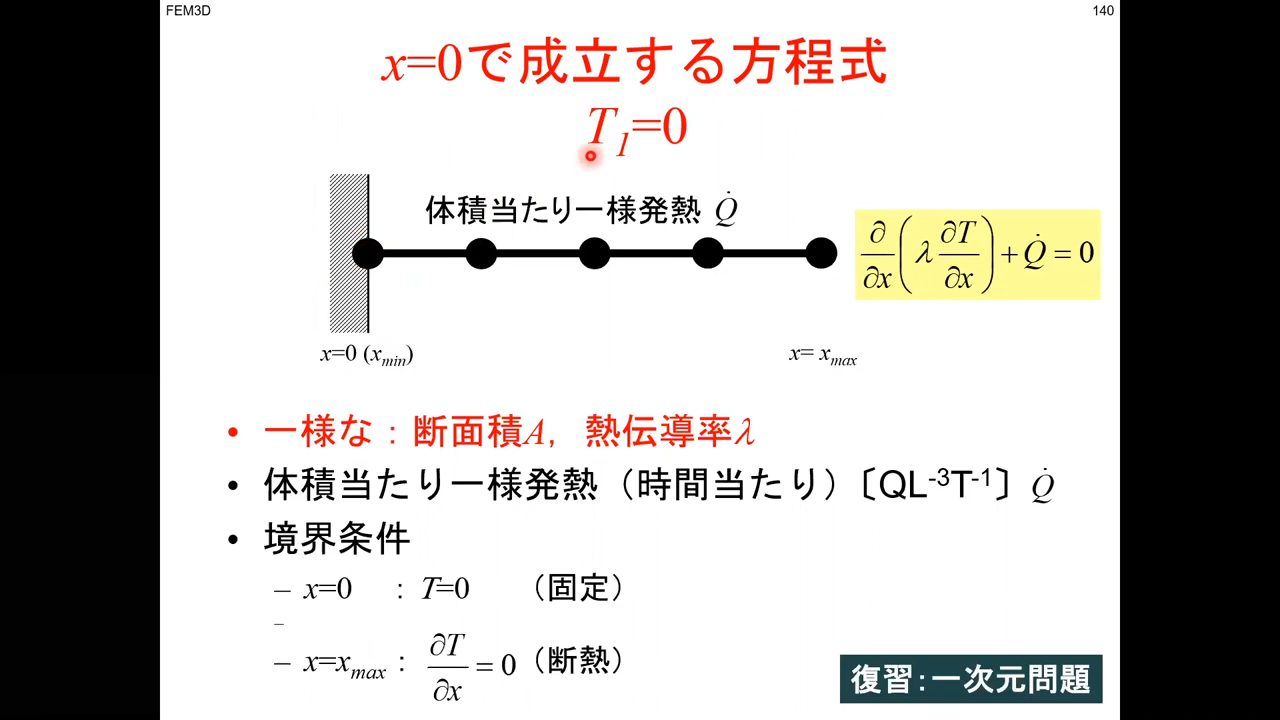 FEM3D
140
x=0で成立する方程式
T₁=0
体積当たり一様発熱 Q̇
∂/∂x(λ ∂T/∂x)+Q̇=0
x=0 (xmin)
x= xmax
• 一様な：断面積A，熱伝導率λ
• 体積当たり一様発熱（時間当たり）〔QL⁻³T⁻¹〕 Q̇
• 境界条件
– x=0 : T=0 （固定）
–
– x=xmax : ∂T/∂x=0（断熱）
復習：一次元問題